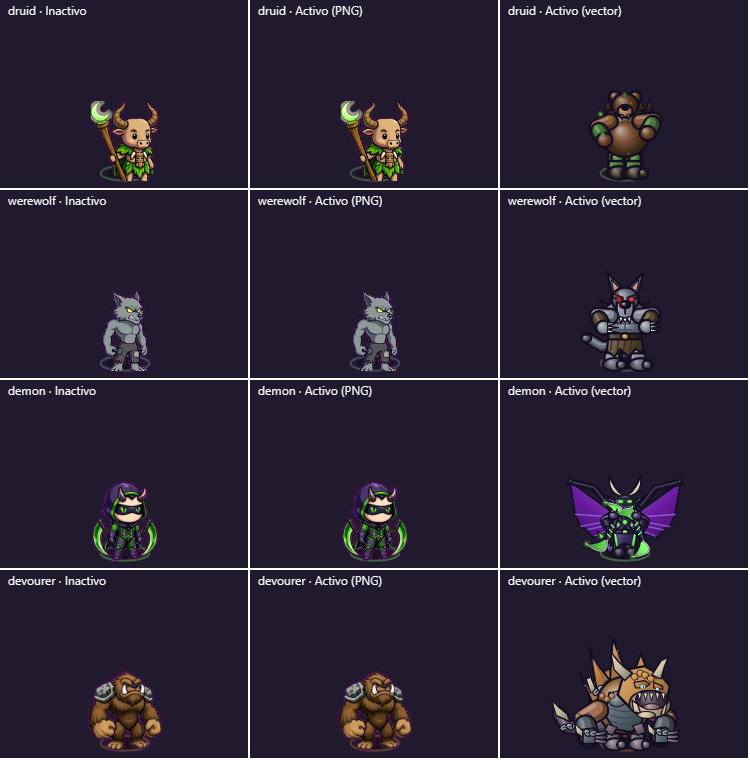 druid · Inactivo
druid · Activo (PNG)
druid · Activo (vector)
werewolf · Inactivo
werewolf · Activo (PNG)
werewolf · Activo (vector)
demon · Inactivo
demon · Activo (PNG)
demon · Activo (vector)
devourer · Inactivo
devourer · Activo (PNG)
devourer · Activo (vector)